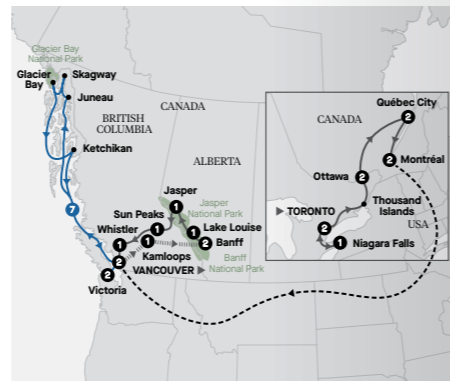 Glacier Bay
National Park
Glacier
Bay
Skagway
Juneau
CANADA
BRITISH
COLUMBIA
Ketchikan
ALBERTA
7
Jasper
1
Jasper
National Park
Sun Peaks
1
Lake Louise
1
Whistler
1
1
2
Banff
Kamloops
2
VANCOUVER
Banff
National Park
2
Victoria
Québec City
2
CANADA
2
Montréal
Ottawa
2
TORONTO
Thousand
Islands
2
USA
1
Niagara Falls